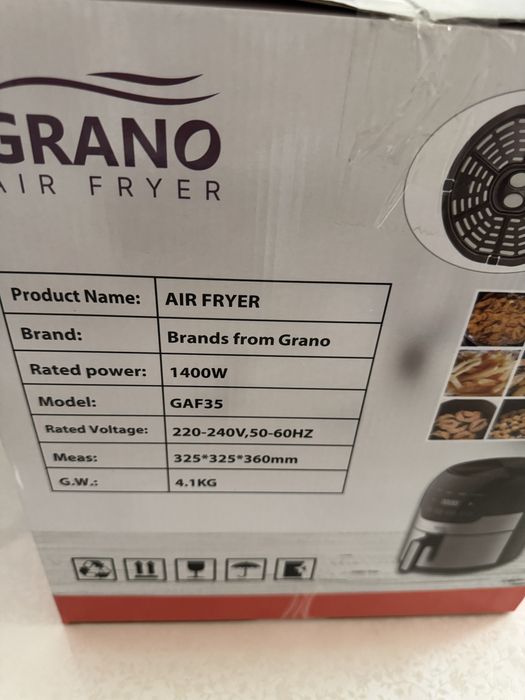 GRANO
AIR FRYER
Product Name: AIR FRYER
Brand: Brands from Grano
Rated power: 1400W
Model: GAF35
Rated Voltage: 220-240V,50-60HZ
Meas: 325*325*360mm
G.W.: 4.1KG